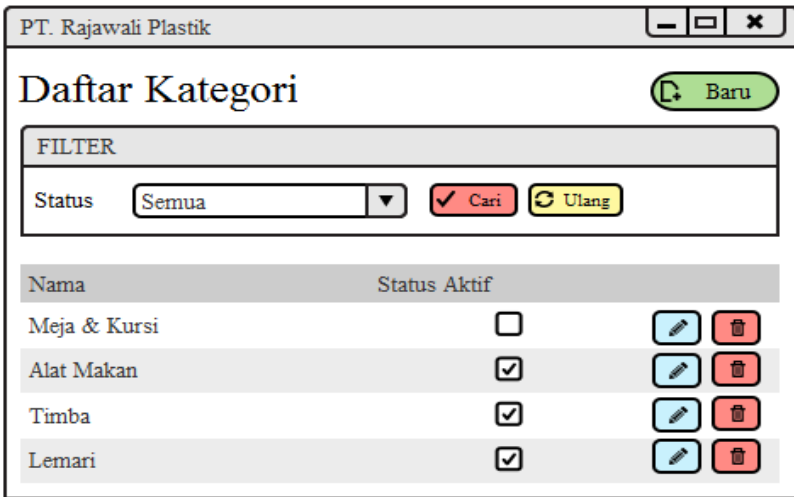 PT. Rajawali Plastik
Daftar Kategori
Baru
FILTER
Status Semua Cari Ulang
Nama Status Aktif
Meja & Kursi
Alat Makan
Timba
Lemari